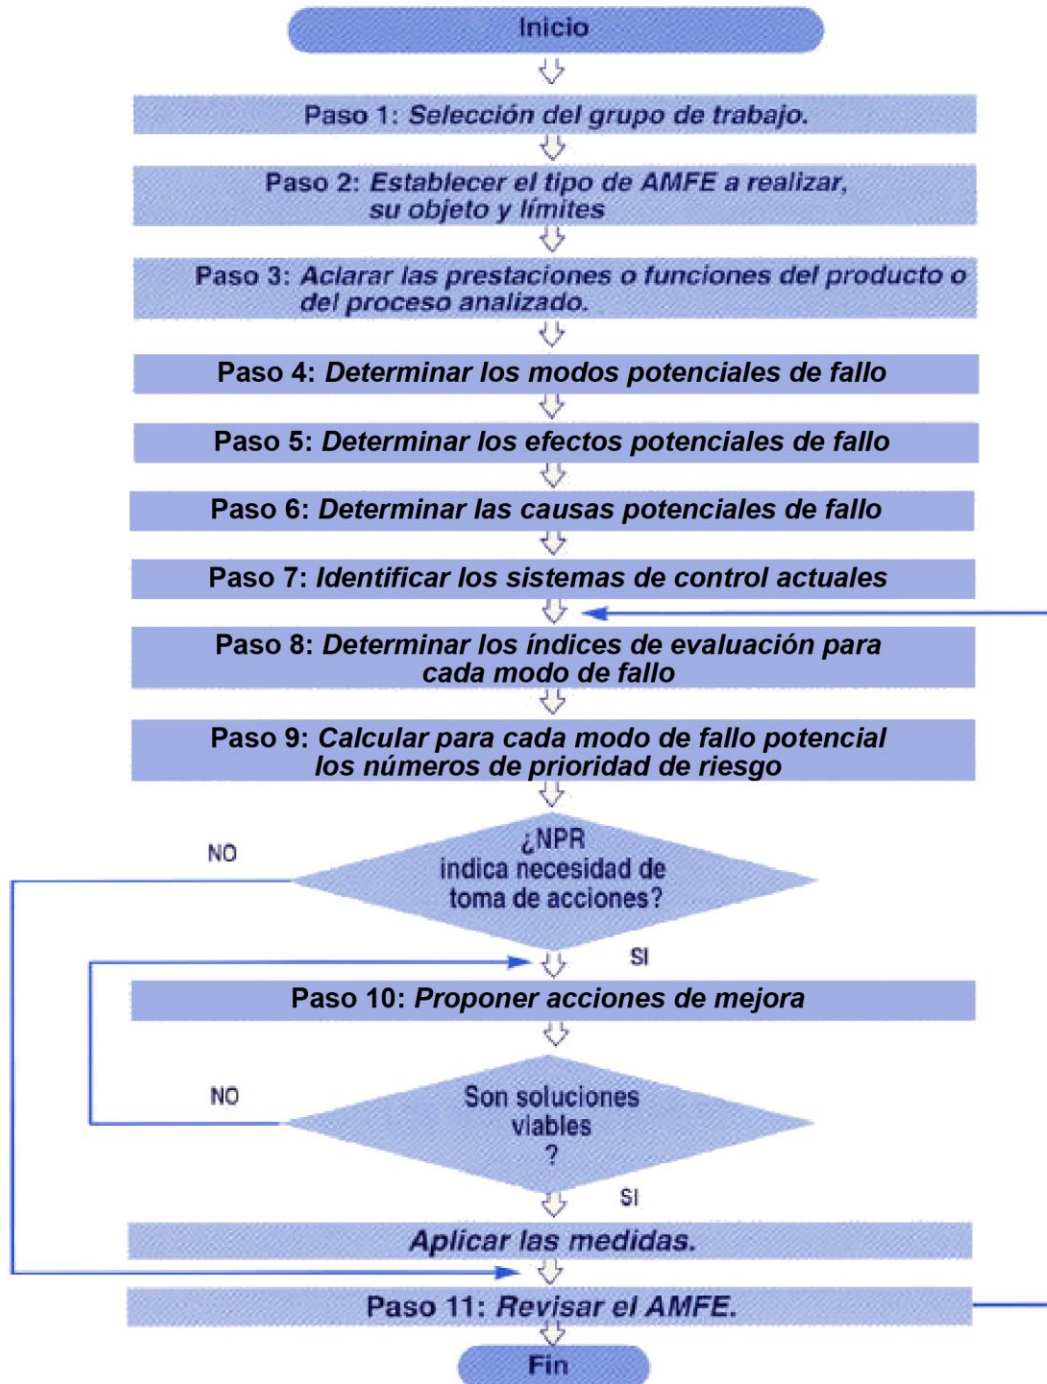 Inicio
Paso 1: Selección del grupo de trabajo.
Paso 2: Establecer el tipo de AMFE a realizar,
su objeto y límites
Paso 3: Aclarar las prestaciones o funciones del producto o
del proceso analizado.
Paso 4: Determinar los modos potenciales de fallo
Paso 5: Determinar los efectos potenciales de fallo
Paso 6: Determinar las causas potenciales de fallo
Paso 7: Identificar los sistemas de control actuales
Paso 8: Determinar los índices de evaluación para
cada modo de fallo
Paso 9: Calcular para cada modo de fallo potencial
los números de prioridad de riesgo
NO
¿NPR
indica necesidad de
toma de acciones?
SI
Paso 10: Proponer acciones de mejora
NO
Son soluciones
viables
?
SI
Aplicar las medidas.
Paso 11: Revisar el AMFE.
Fin